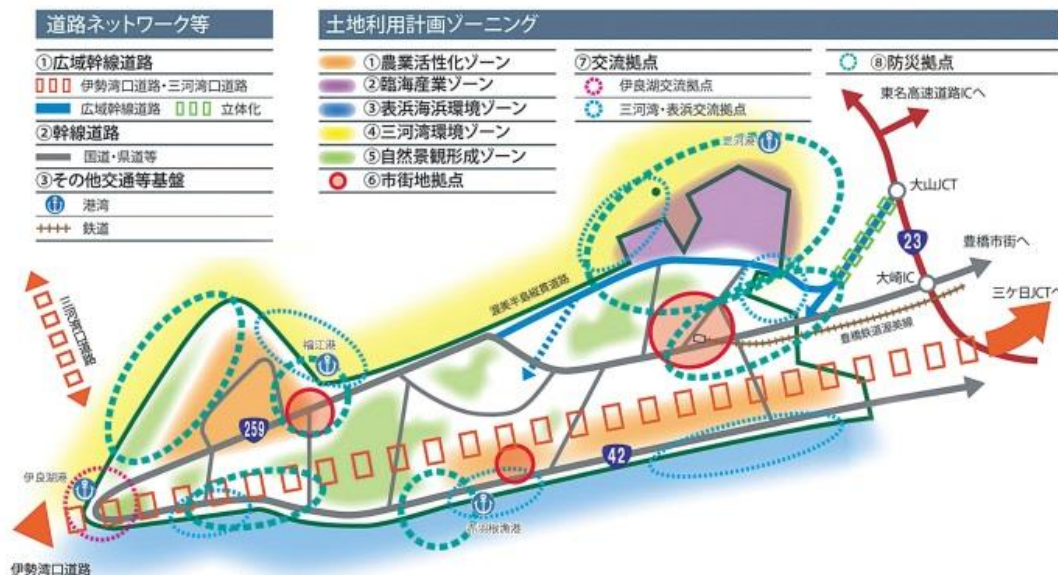 道路ネットワーク等
①広域幹線道路
伊勢湾口道路・三河湾口道路
広域幹線道路 立体化
②幹線道路
国道・県道等
③その他交通等基盤
港湾
鉄道
土地利用計画ゾーニング
①農業活性化ゾーン
②臨海産業ゾーン
③表浜海浜環境ゾーン
④三河湾環境ゾーン
⑤自然景観形成ゾーン
⑥市街地拠点
⑦交流拠点
伊良湖交流拠点
三河湾・表浜交流拠点
⑧防災拠点
東名高速道路ICへ
三河港
大山JCT
23
豊橋市街へ
大崎IC
三ケ日JCTへ
渥美半島縦貫道路
豊橋鉄道渥美線
福江港
259
42
伊良湖港
赤羽根漁港
伊勢湾口道路